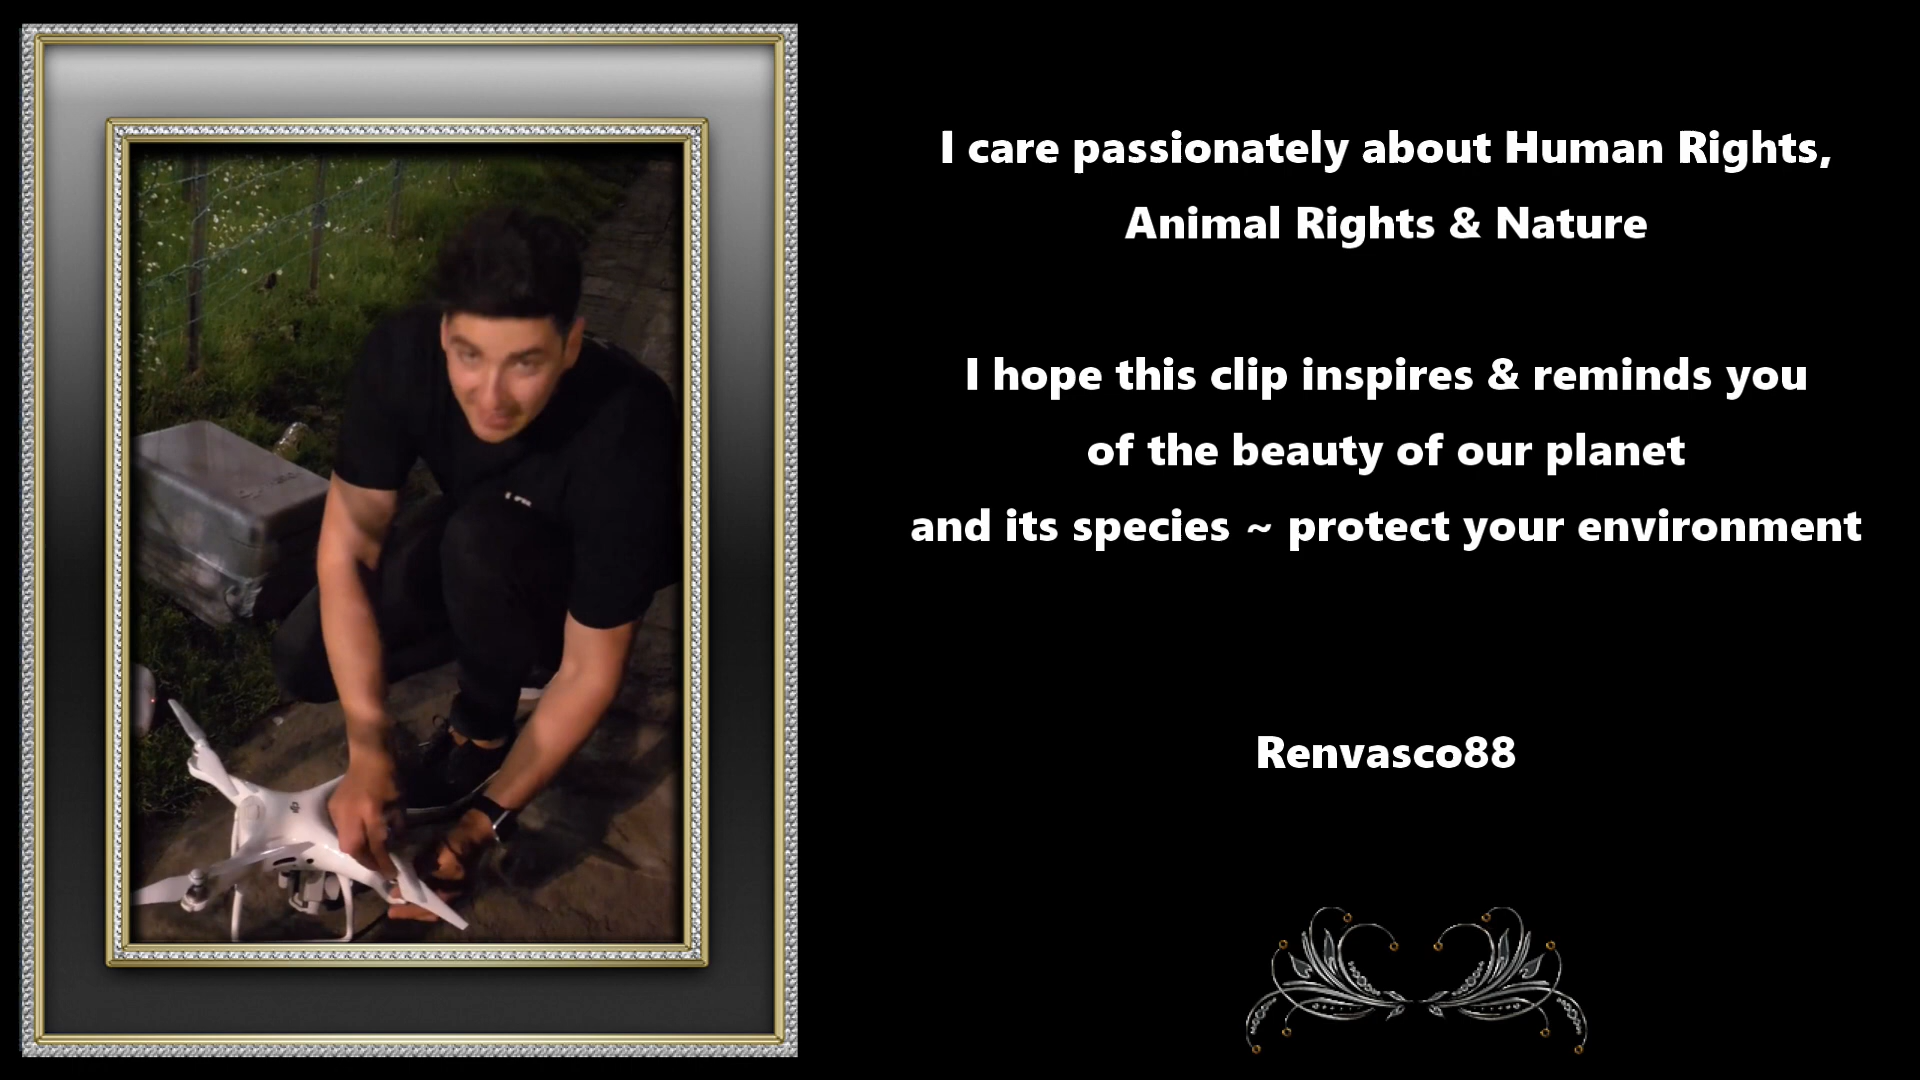 I care passionately about Human Rights,
Animal Rights & Nature
I hope this clip inspires & reminds you
of the beauty of our planet
and its species ~ protect your environment
Renvasco88